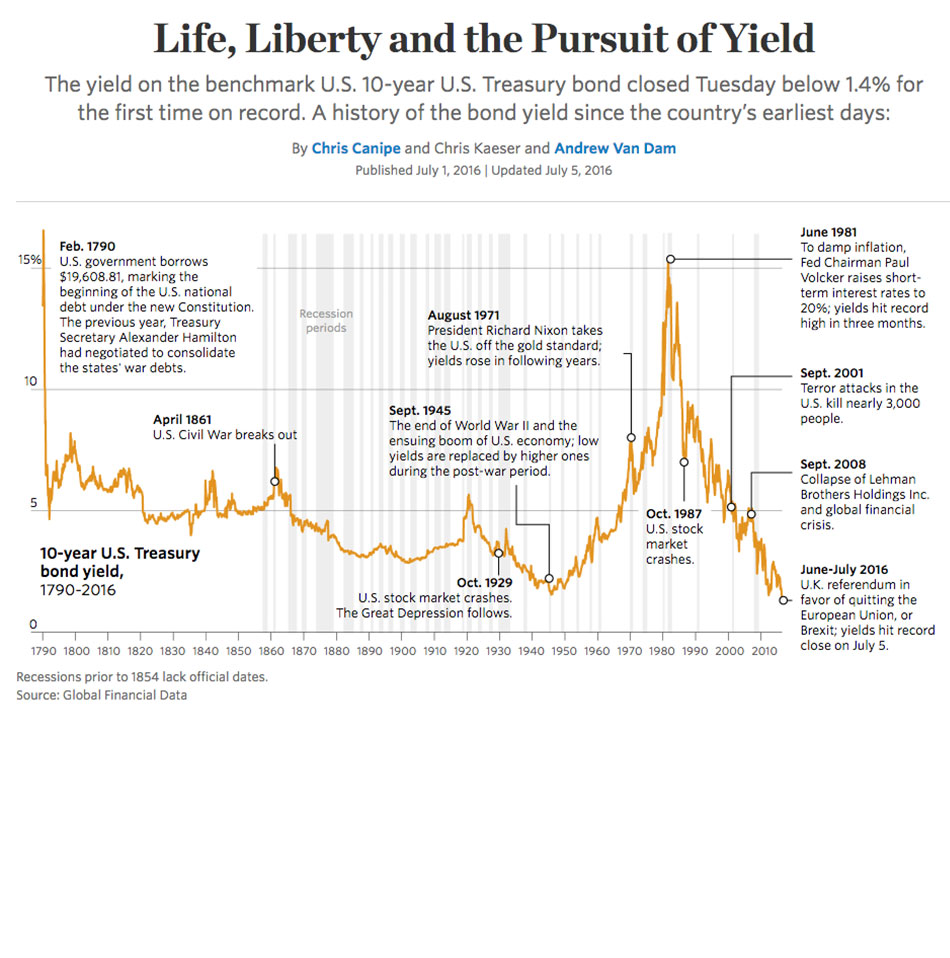 Life, Liberty and the Pursuit of Yield
The yield on the benchmark U.S. 10-year U.S. Treasury bond closed Tuesday below 1.4% for
the first time on record. A history of the bond yield since the country's earliest days:
By Chris Canipe and Chris Kaeser and Andrew Van Dam
Published July 1, 2016 | Updated July 5, 2016
15%
10
5
0
Feb. 1790
U.S. government borrows
$19,608.81, marking the
beginning of the U.S. national
debt under the new Constitution.
The previous year, Treasury
Secretary Alexander Hamilton
had negotiated to consolidate
the states' war debts.
April 1861
U.S. Civil War breaks out
Recession
periods
Sept. 1945
The end of World War II and the
ensuing boom of U.S. economy; low
yields are replaced by higher ones
during the post-war period.
August 1971
President Richard Nixon takes
the U.S. off the gold standard;
yields rose in following years.
June 1981
To damp inflation,
Fed Chairman Paul
Volcker raises short-
term interest rates to
20%; yields hit record
high in three months.
Sept. 2001
Terror attacks in the
U.S. kill nearly 3,000
people.
Sept. 2008
Collapse of Lehman
Brothers Holdings Inc.
and global financial
crisis.
Oct. 1987
U.S. stock
market
crashes.
Oct. 1929
U.S. stock market crashes.
The Great Depression follows.
June-July 2016
U.K. referendum in
favor of quitting the
European Union, or
Brexit; yields hit record
close on July 5.
10-year U.S. Treasury
bond yield,
1790-2016
1790 1800 1810 1820 1830 1840 1850 1860 1870 1880 1890 1900 1910 1920 1930 1940 1950 1960 1970 1980 1990 2000 2010
Recessions prior to 1854 lack official dates.
Source: Global Financial Data